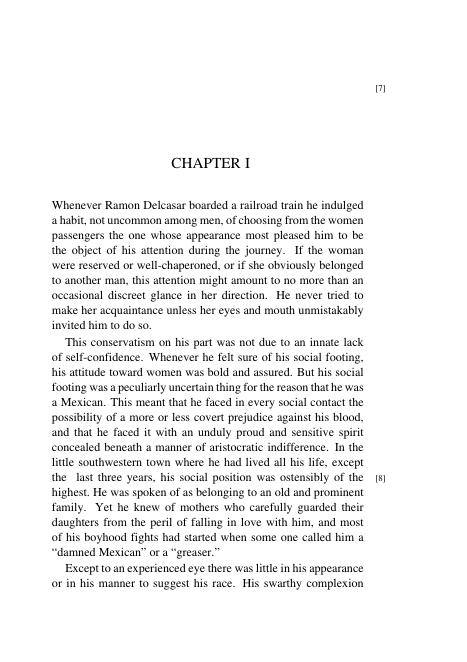 [7]
CHAPTER I
Whenever Ramon Delcasar boarded a railroad train he indulged
a habit, not uncommon among men, of choosing from the women
passengers the one whose appearance most pleased him to be
the object of his attention during the journey. If the woman
were reserved or well-chaperoned, or if she obviously belonged
to another man, this attention might amount to no more than an
occasional discreet glance in her direction. He never tried to
make her acquaintance unless her eyes and mouth unmistakably
invited him to do so.
This conservatism on his part was not due to an innate lack
of self-confidence. Whenever he felt sure of his social footing,
his attitude toward women was bold and assured. But his social
footing was a peculiarly uncertain thing for the reason that he was
a Mexican. This meant that he faced in every social contact the
possibility of a more or less covert prejudice against his blood,
and that he faced it with an unduly proud and sensitive spirit
concealed beneath a manner of aristocratic indifference. In the
little southwestern town where he had lived all his life, except
the last three years, his social position was ostensibly of the [8]
highest. He was spoken of as belonging to an old and prominent
family. Yet he knew of mothers who carefully guarded their
daughters from the peril of falling in love with him, and most
of his boyhood fights had started when some one called him a
“damned Mexican” or a “greaser.”
Except to an experienced eye there was little in his appearance
or in his manner to suggest his race. His swarthy complexion